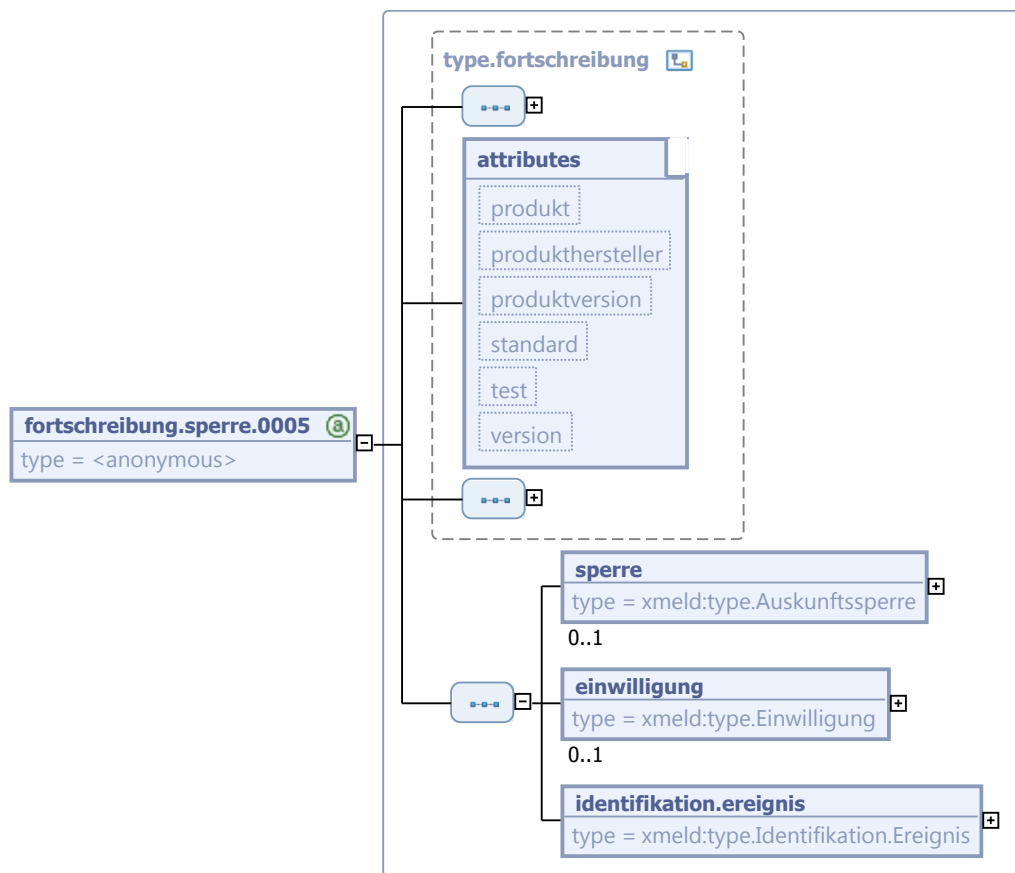 type.fortschreibung
attributes
produkt
produkthersteller
produktversion
standard
test
version
fortschreibung.sperre.0005
type = <anonymous>
sperre
type = xmeld:type.Auskunftssperre
0..1
einwilligung
type = xmeld:type.Einwilligung
0..1
identifikation.ereignis
type = xmeld:type.Identifikation.Ereignis